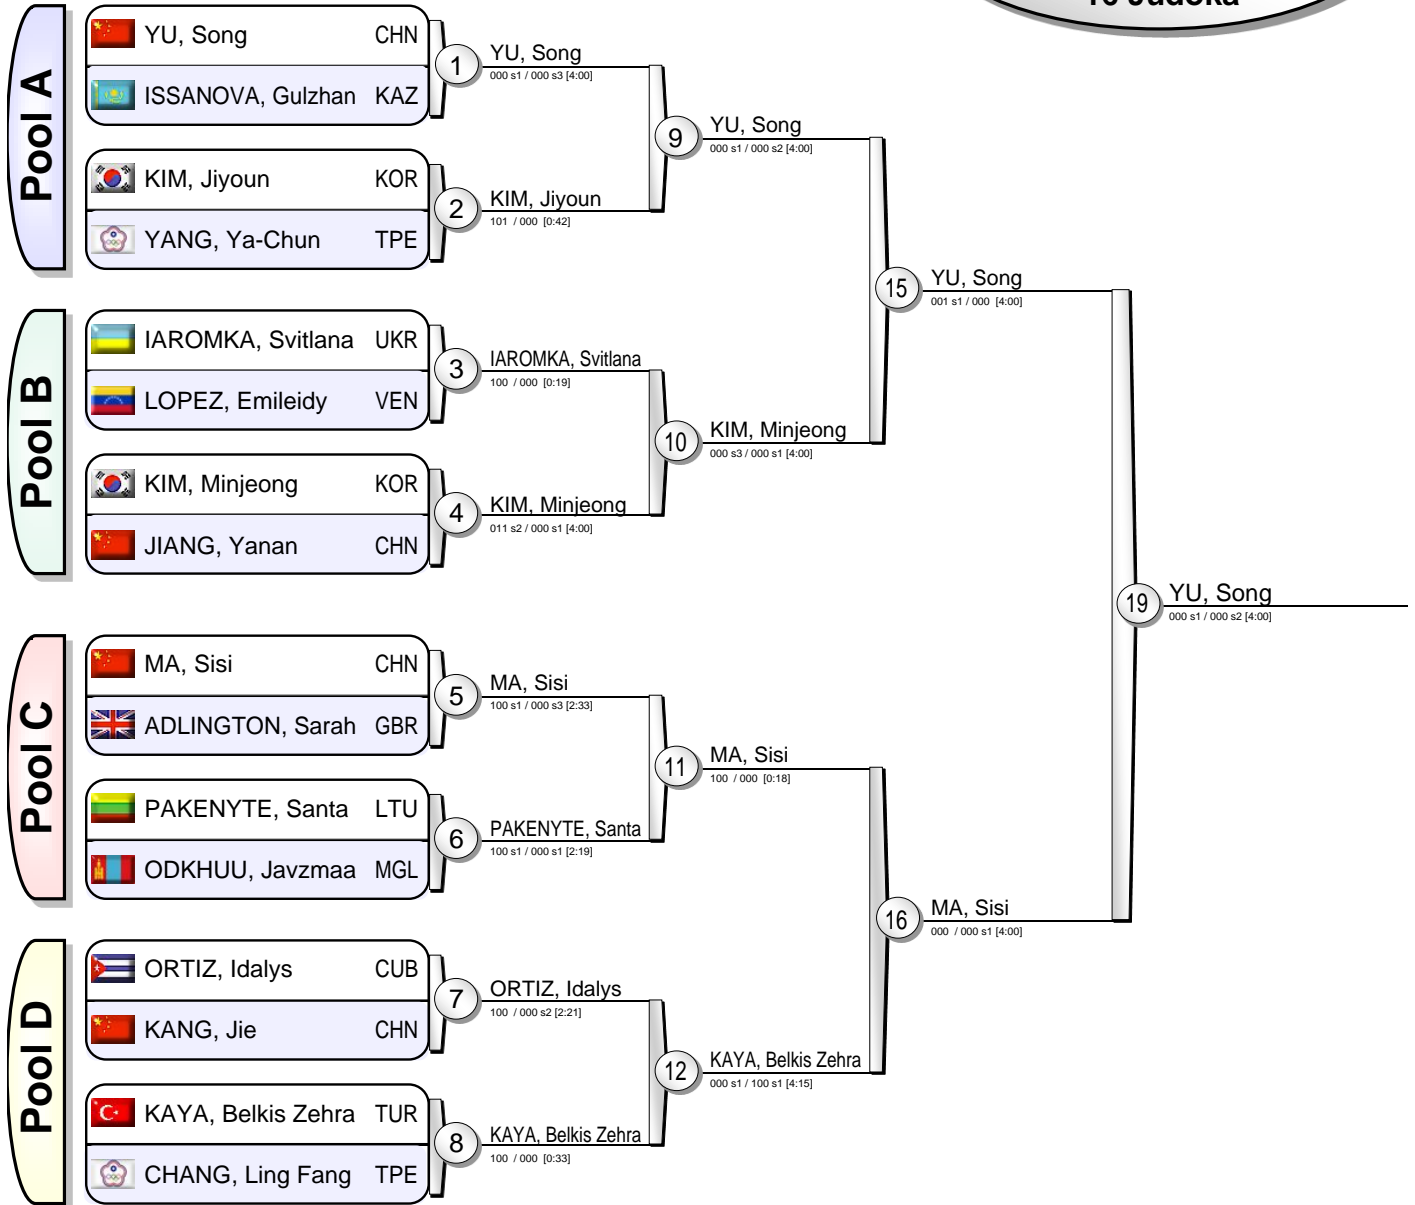 16 Judoka
Pool A
YU, Song CHN
ISSANOVA, Gulzhan KAZ
1
YU, Song
000 s1 / 000 s3 [4:00]
KIM, Jiyoun KOR
YANG, Ya-Chun TPE
2
KIM, Jiyoun
101 / 000 [0:42]
9
YU, Song
000 s1 / 000 s2 [4:00]
Pool B
IAROMKA, Svitlana UKR
LOPEZ, Emileidy VEN
3
IAROMKA, Svitlana
100 / 000 [0:19]
KIM, Minjeong KOR
JIANG, Yanan CHN
4
KIM, Minjeong
011 s2 / 000 s1 [4:00]
10
KIM, Minjeong
000 s3 / 000 s1 [4:00]
15
YU, Song
001 s1 / 000 [4:00]
Pool C
MA, Sisi CHN
ADLINGTON, Sarah GBR
5
MA, Sisi
100 s1 / 000 s3 [2:33]
PAKENYTE, Santa LTU
ODKHUU, Javzmaa MGL
6
PAKENYTE, Santa
100 s1 / 000 s1 [2:19]
11
MA, Sisi
100 / 000 [0:18]
Pool D
ORTIZ, Idalys CUB
KANG, Jie CHN
7
ORTIZ, Idalys
100 / 000 s2 [2:21]
KAYA, Belkis Zehra TUR
CHANG, Ling Fang TPE
8
KAYA, Belkis Zehra
100 / 000 [0:33]
12
KAYA, Belkis Zehra
000 s1 / 100 s1 [4:15]
16
MA, Sisi
000 / 000 s1 [4:00]
19
YU, Song
000 s1 / 000 s2 [4:00]